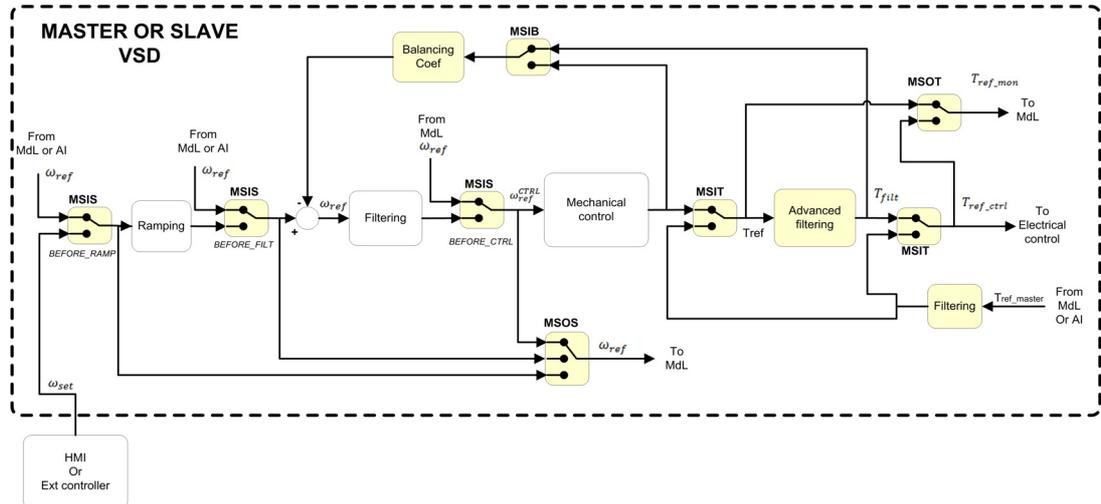 MASTER OR SLAVE
VSD
Balancing
Coef
MSIB
MSOT
T_ref_mon
To
MdL
From
MdL or AI
ω_ref
MSIS
BEFORE_RAMP
Ramping
From
MdL or AI
ω_ref
MSIS
BEFORE_FILT
-
+
ω_ref
Filtering
From
MdL
ω_ref
MSIS
BEFORE_CTRL
ω_ref^CTRL
Mechanical
control
MSIT
Tref
Advanced
filtering
T_filt
MSIT
T_ref_ctrl
To
Electrical
control
Filtering
Tref_master
From
MdL
Or AI
MSOS
ω_ref
To
MdL
ω_set
HMI
Or
Ext controller